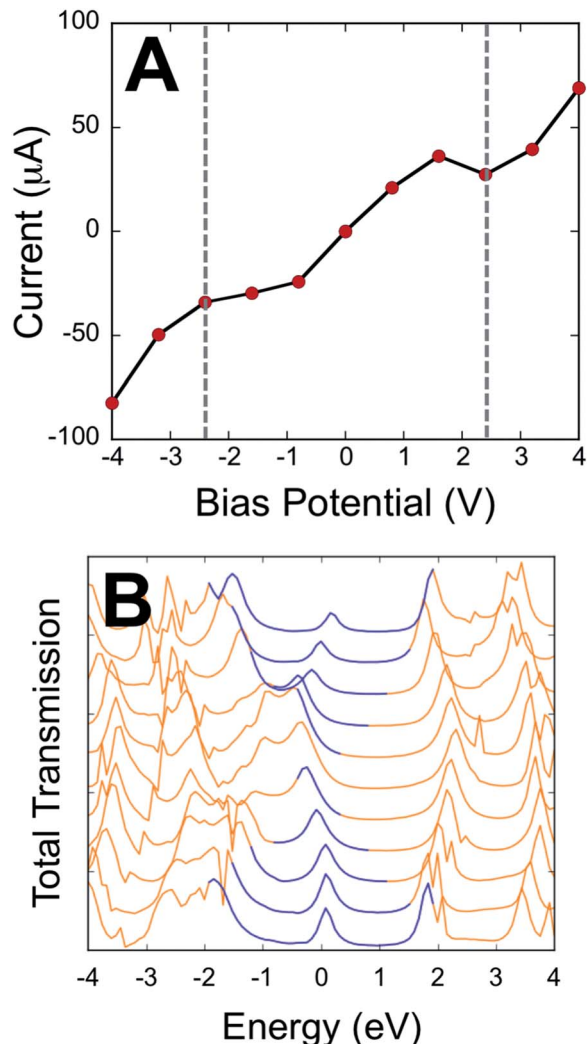 A
100
50
0
-50
-100
Current (μA)
-4 -3 -2 -1 0 1 2 3 4
Bias Potential (V)
B
Total Transmission
-4 -3 -2 -1 0 1 2 3 4
Energy (eV)